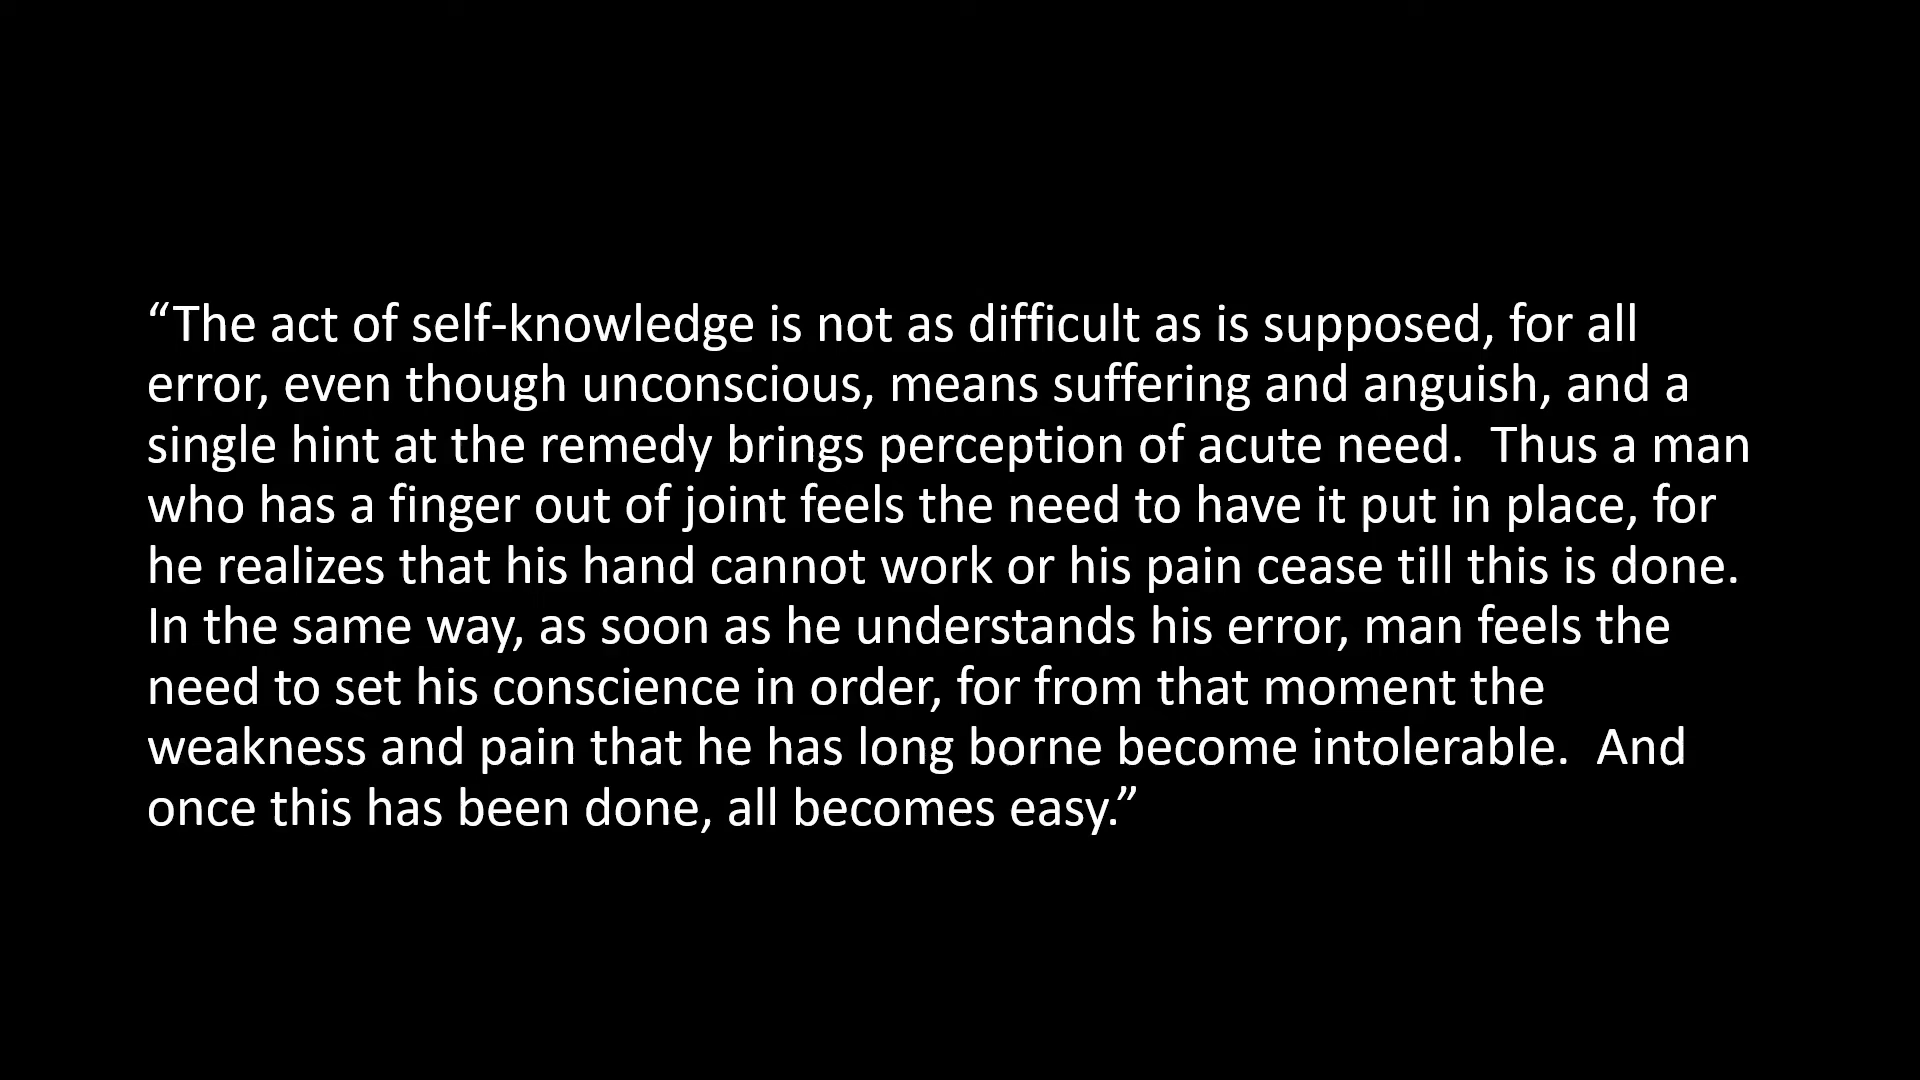 “The act of self-knowledge is not as difficult as is supposed, for all
error, even though unconscious, means suffering and anguish, and a
single hint at the remedy brings perception of acute need.  Thus a man
who has a finger out of joint feels the need to have it put in place, for
he realizes that his hand cannot work or his pain cease till this is done.
In the same way, as soon as he understands his error, man feels the
need to set his conscience in order, for from that moment the
weakness and pain that he has long borne become intolerable.  And
once this has been done, all becomes easy.”